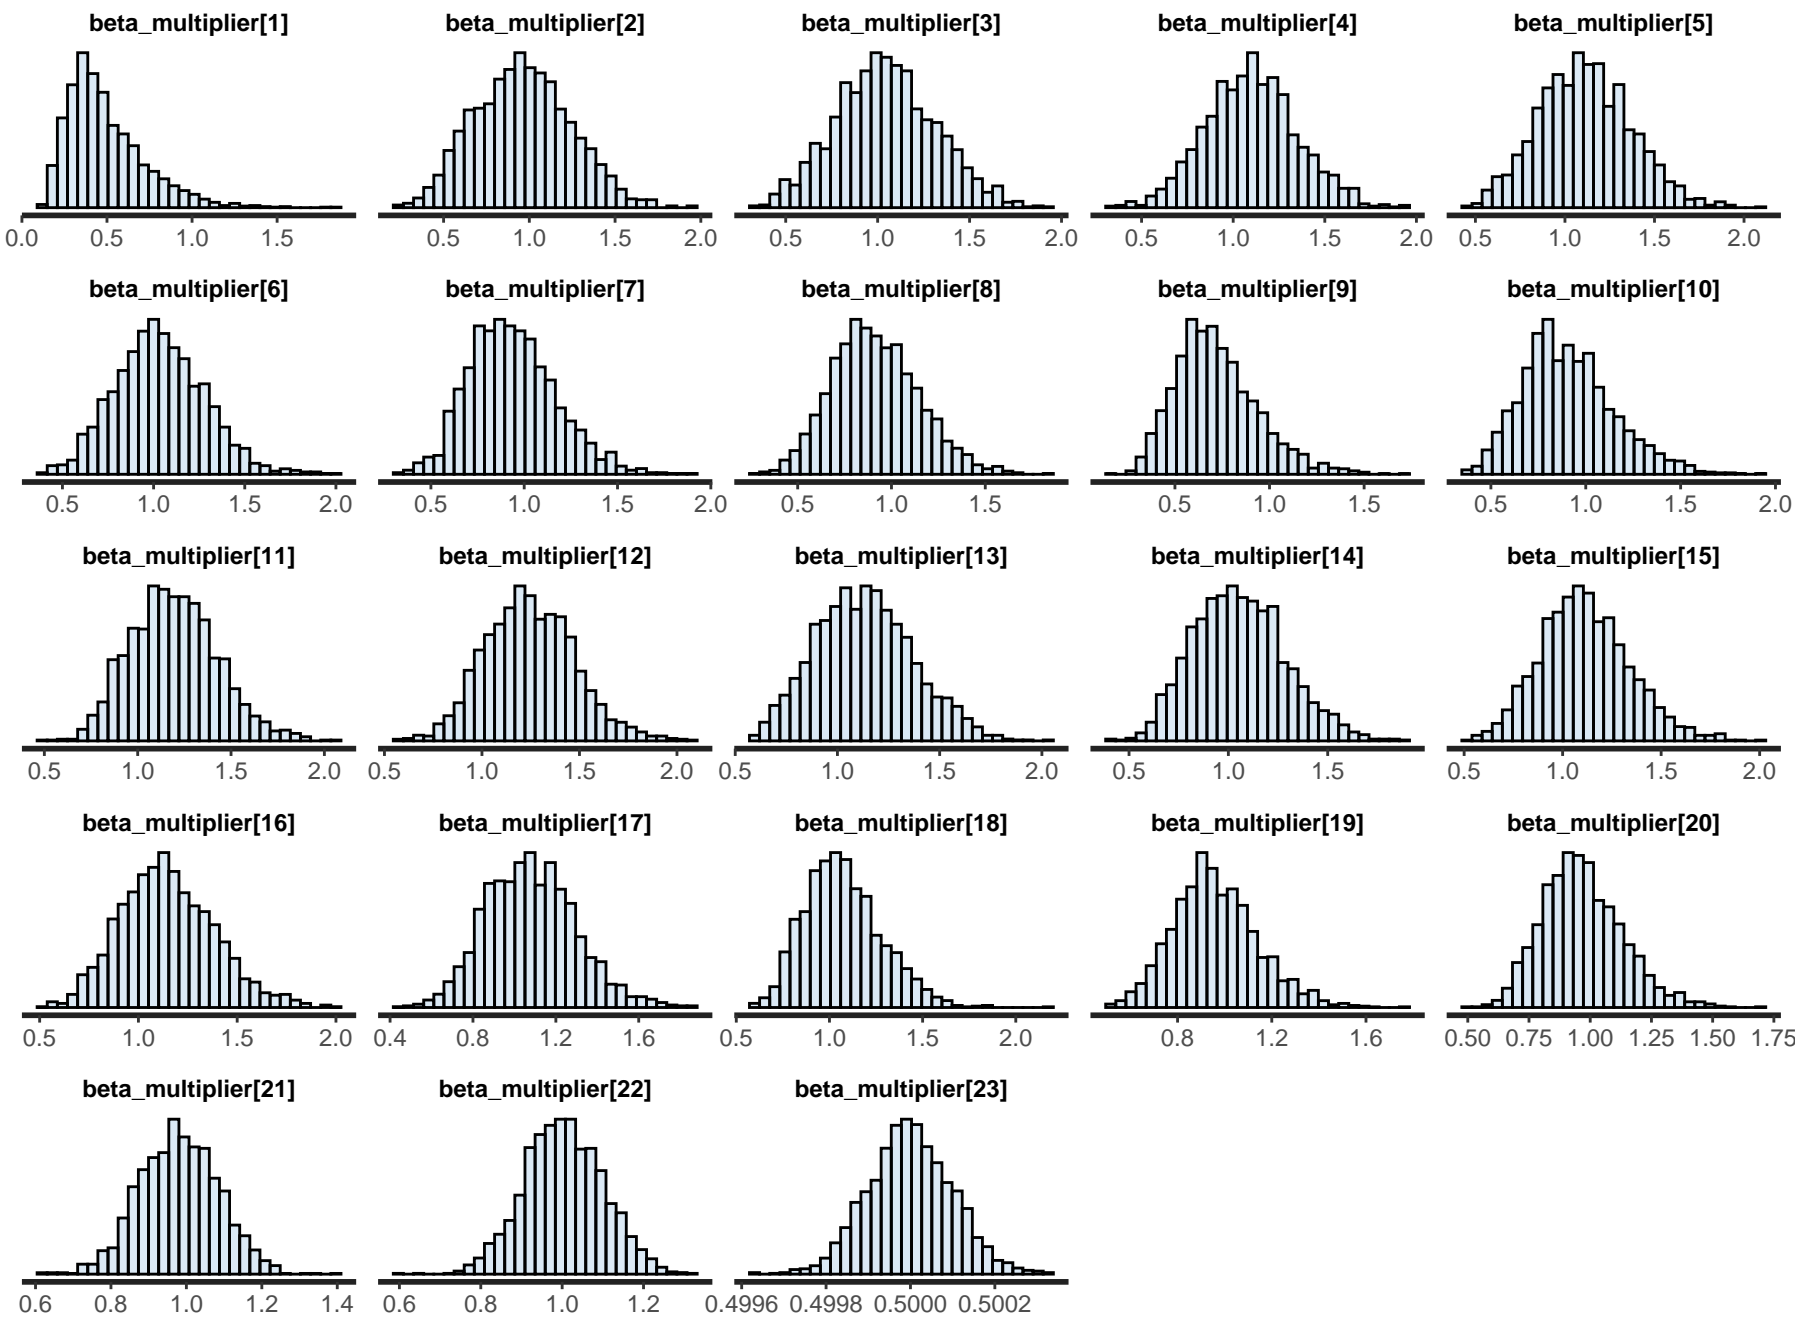 beta_multiplier[1] beta_multiplier[2] beta_multiplier[3] beta_multiplier[4] beta_multiplier[5]
0.0 0.5 1.0 1.5 0.5 1.0 1.5 2.0 0.5 1.0 1.5 2.0 0.5 1.0 1.5 2.0 0.5 1.0 1.5 2.0
beta_multiplier[6] beta_multiplier[7] beta_multiplier[8] beta_multiplier[9] beta_multiplier[10]
0.5 1.0 1.5 2.0 0.5 1.0 1.5 2.0 0.5 1.0 1.5 0.5 1.0 1.5 0.5 1.0 1.5 2.0
beta_multiplier[11] beta_multiplier[12] beta_multiplier[13] beta_multiplier[14] beta_multiplier[15]
0.5 1.0 1.5 2.0 0.5 1.0 1.5 2.0 0.5 1.0 1.5 2.0 0.5 1.0 1.5 0.5 1.0 1.5 2.0
beta_multiplier[16] beta_multiplier[17] beta_multiplier[18] beta_multiplier[19] beta_multiplier[20]
0.5 1.0 1.5 2.0 0.4 0.8 1.2 1.6 0.5 1.0 1.5 2.0 0.8 1.2 1.6 0.50 0.75 1.00 1.25 1.50 1.75
beta_multiplier[21] beta_multiplier[22] beta_multiplier[23]
0.6 0.8 1.0 1.2 1.4 0.6 0.8 1.0 1.2 0.4996 0.4998 0.5000 0.5002